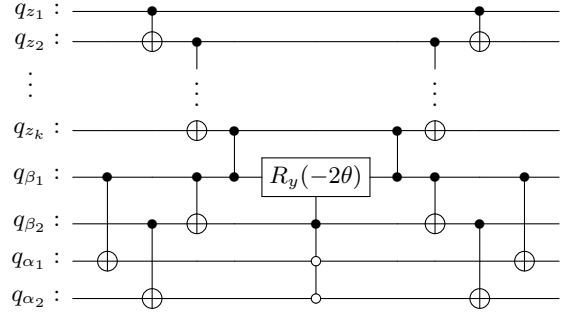 q_{z_1} :
q_{z_2} :
⋮ ⋮ ⋮
q_{z_k} :
q_{β_1} : R_y(−2θ)
q_{β_2} :
q_{α_1} :
q_{α_2} :